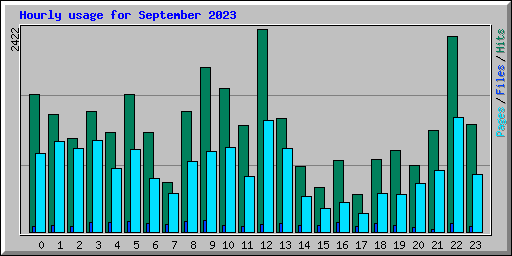 Hourly usage for September 2023
2422
Pages / Files / Hits
0 1 2 3 4 5 6 7 8 9 10 11 12 13 14 15 16 17 18 19 20 21 22 23